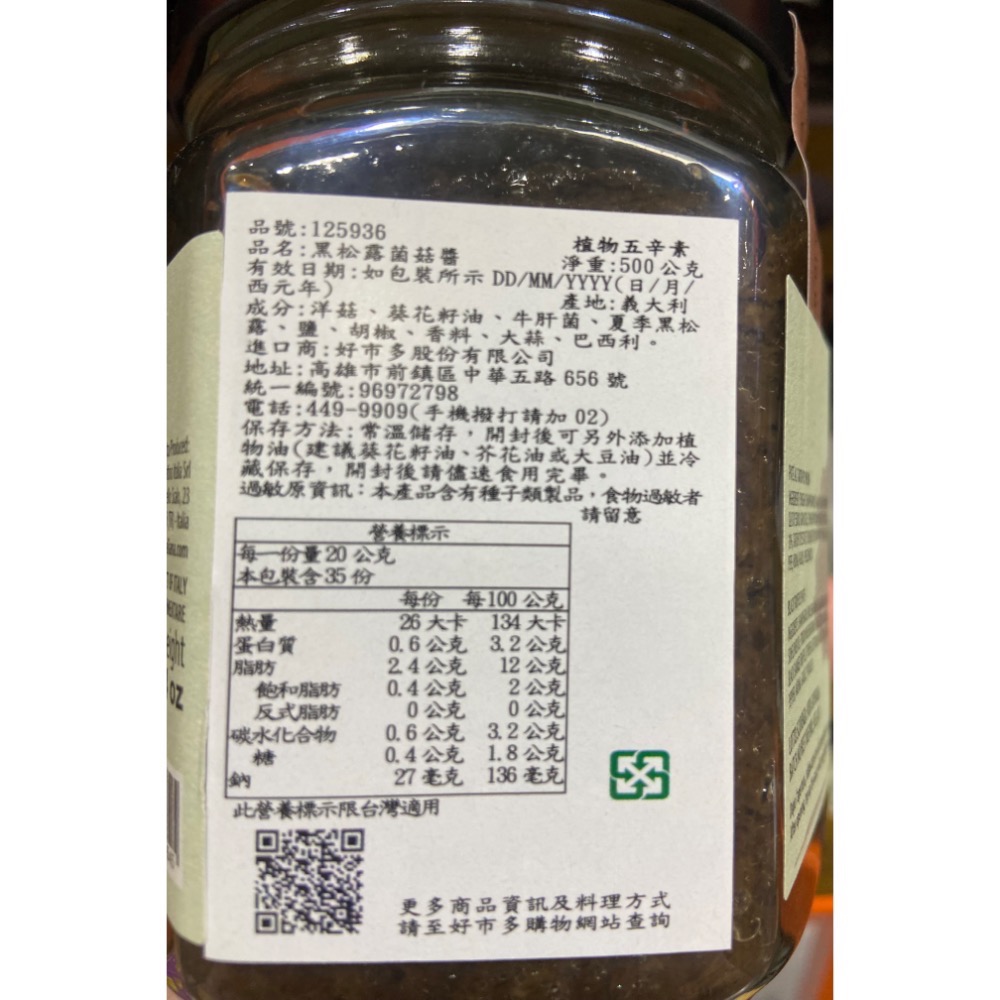 品號:125936
品名:黑松露菌菇醬 植物五辛素
淨重:500公克
有效日期:如包裝所示 DD/MM/YYYY(日/月/
西元年) 產地:義大利
成分:洋菇、葵花籽油、牛肝菌、夏季黑松
露、鹽、胡椒、香料、大蒜、巴西利。
進口商:好市多股份有限公司
地址:高雄市前鎮區中華五路 656 號
統一編號:96972798
電話:449-9909(手機撥打請加 02)
保存方法:常溫儲存，開封後可另外添加植
物油(建議葵花籽油、芥花油或大豆油)並冷
藏保存，開封後請儘速食用完畢。
過敏原資訊:本產品含有種子類製品，食物過敏者
請留意
營養標示
每一份量 20 公克
本包裝含 35 份
每份 每100 公克
熱量 26 大卡 134 大卡
蛋白質 0.6 公克 3.2 公克
脂肪 2.4 公克 12 公克
飽和脂肪 0.4 公克 2 公克
反式脂肪 0 公克 0 公克
碳水化合物 0.6 公克 3.2 公克
糖 0.4 公克 1.8 公克
鈉 27 毫克 136 毫克
此營養標示限台灣適用
更多商品資訊及料理方式
請至好市多購物網站查詢
OZ